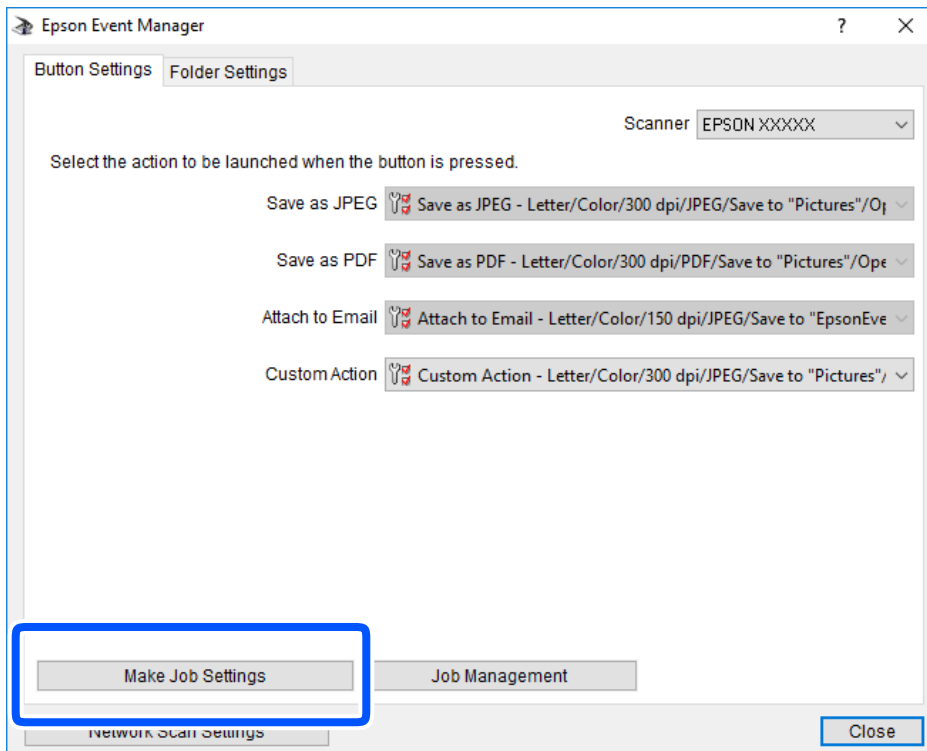 Epson Event Manager
Button Settings Folder Settings
Scanner EPSON XXXXX
Select the action to be launched when the button is pressed.
Save as JPEG Save as JPEG - Letter/Color/300 dpi/JPEG/Save to "Pictures"/Op
Save as PDF Save as PDF - Letter/Color/300 dpi/PDF/Save to "Pictures"/Ope
Attach to Email Attach to Email - Letter/Color/150 dpi/JPEG/Save to "EpsonEve
Custom Action Custom Action - Letter/Color/300 dpi/JPEG/Save to "Pictures"/
Make Job Settings Job Management
Network Scan Settings Close